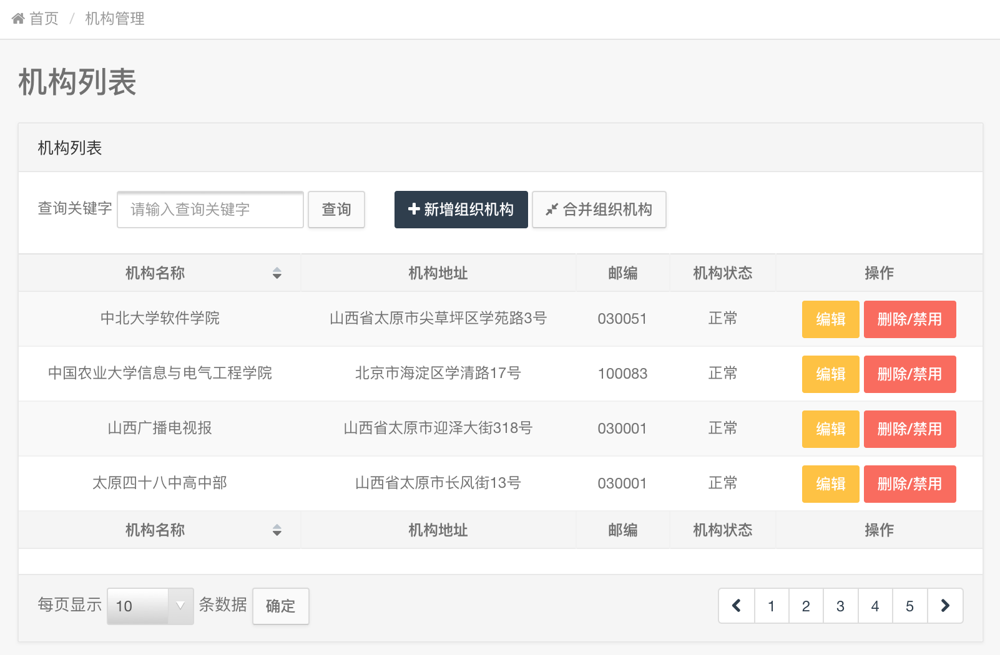 首页 / 机构管理
机构列表
机构列表
查询关键字 请输入查询关键字 查询 新增组织机构 合并组织机构
机构名称 机构地址 邮编 机构状态 操作
中北大学软件学院 山西省太原市尖草坪区学苑路3号 030051 正常 编辑 删除/禁用
中国农业大学信息与电气工程学院 北京市海淀区学清路17号 100083 正常 编辑 删除/禁用
山西广播电视报 山西省太原市迎泽大街318号 030001 正常 编辑 删除/禁用
太原四十八中高中部 山西省太原市长风街13号 030001 正常 编辑 删除/禁用
机构名称 机构地址 邮编 机构状态 操作
每页显示 10 条数据 确定 1 2 3 4 5